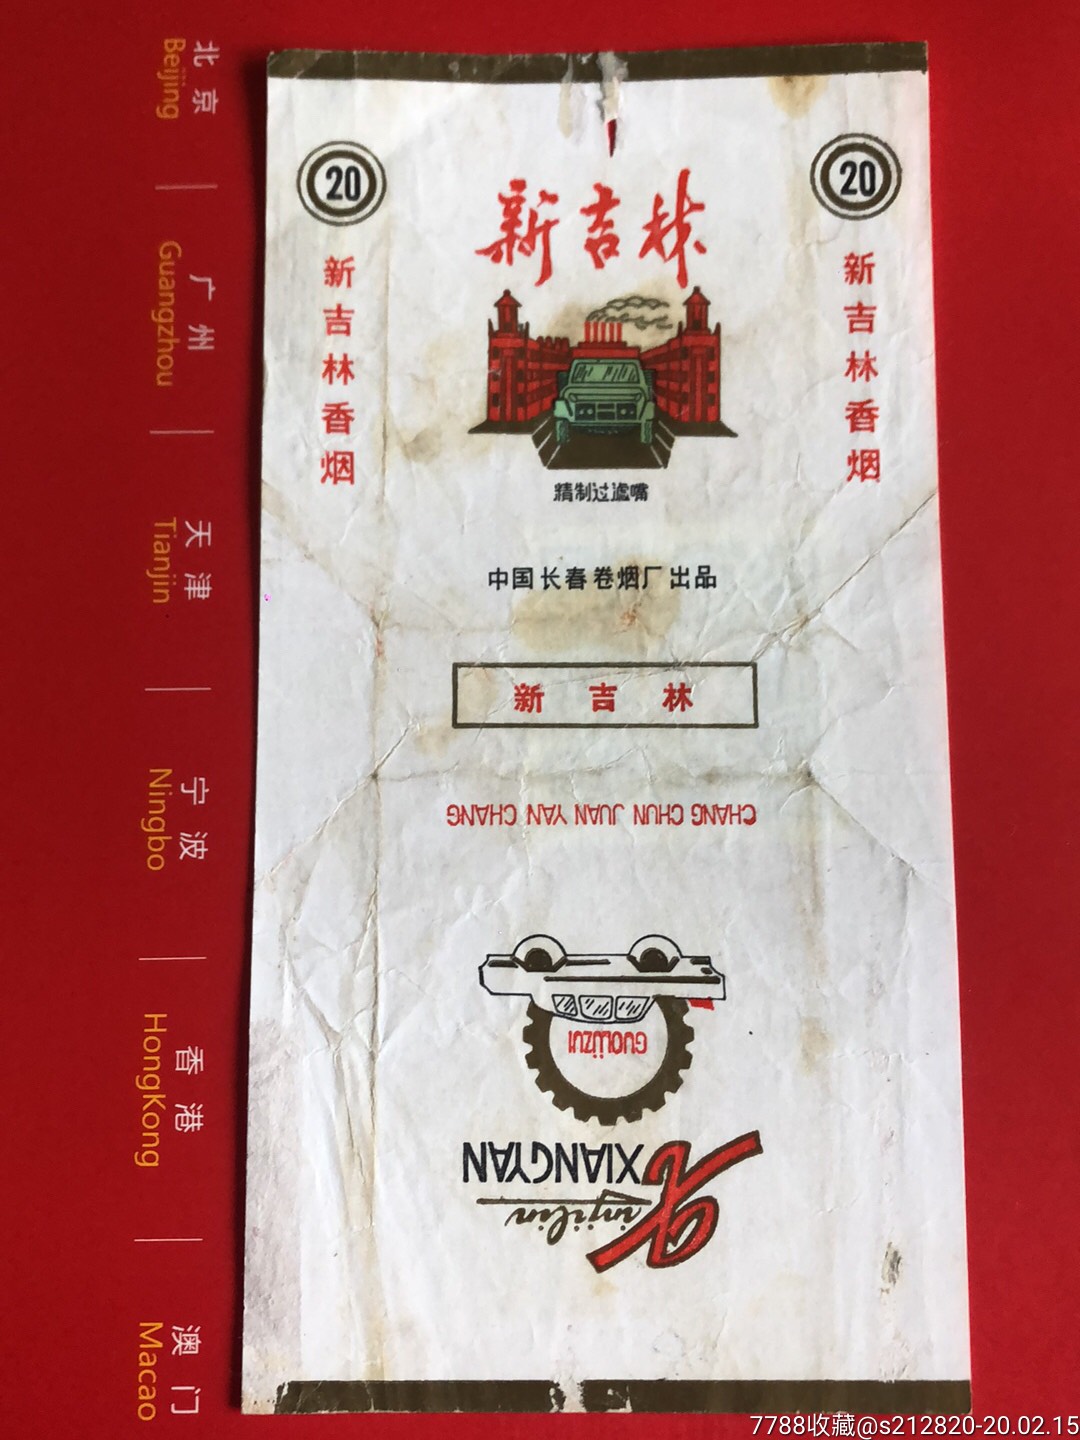 北京
Beijing
广州
Guangzhou
天津
Tianjin
宁波
Ningbo
香港
HongKong
澳门
Macao
20
新吉林香烟
新吉林
精制过滤嘴
中国长春卷烟厂出品
20
新吉林香烟
新吉林
CHANG CHUN JUAN YAN CHANG
GUOLÜZUI
XIANGYAN
Xinjilin
7788收藏@s212820-20.02.15